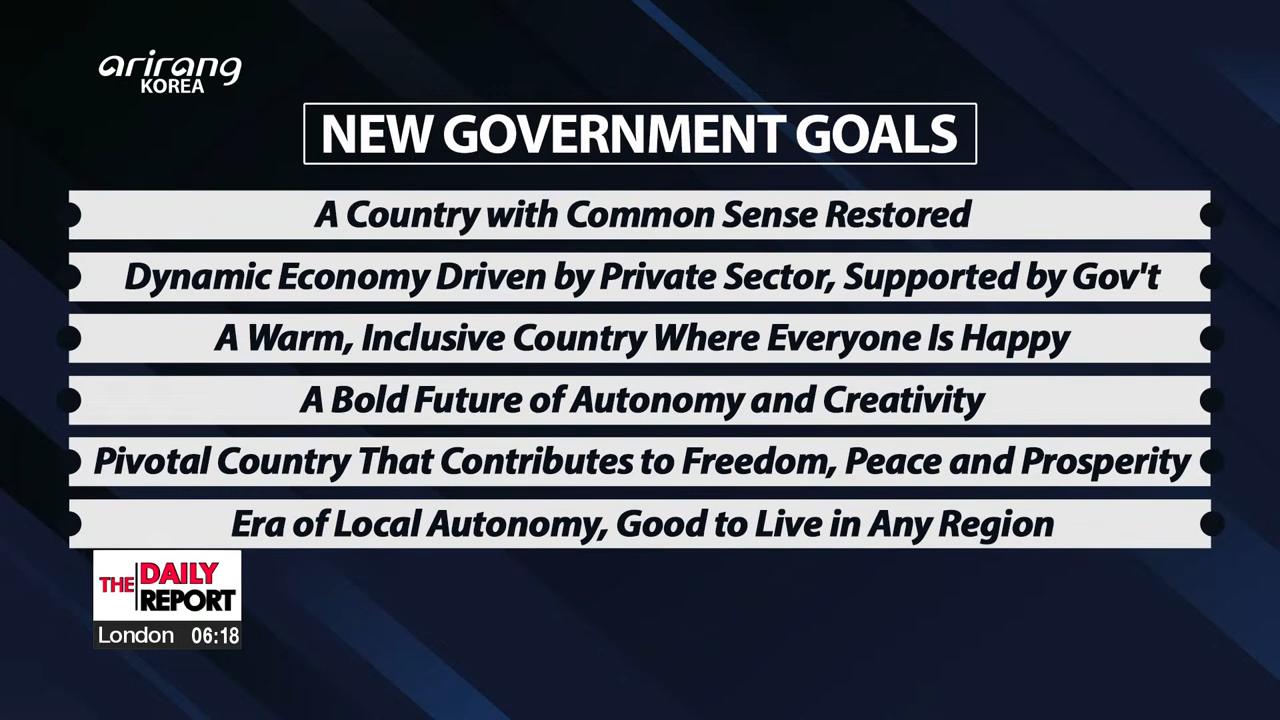 arirang
KOREA
NEW GOVERNMENT GOALS
A Country with Common Sense Restored
Dynamic Economy Driven by Private Sector, Supported by Gov't
A Warm, Inclusive Country Where Everyone Is Happy
A Bold Future of Autonomy and Creativity
Pivotal Country That Contributes to Freedom, Peace and Prosperity
Era of Local Autonomy, Good to Live in Any Region
THE DAILY
REPORT
London 06:18